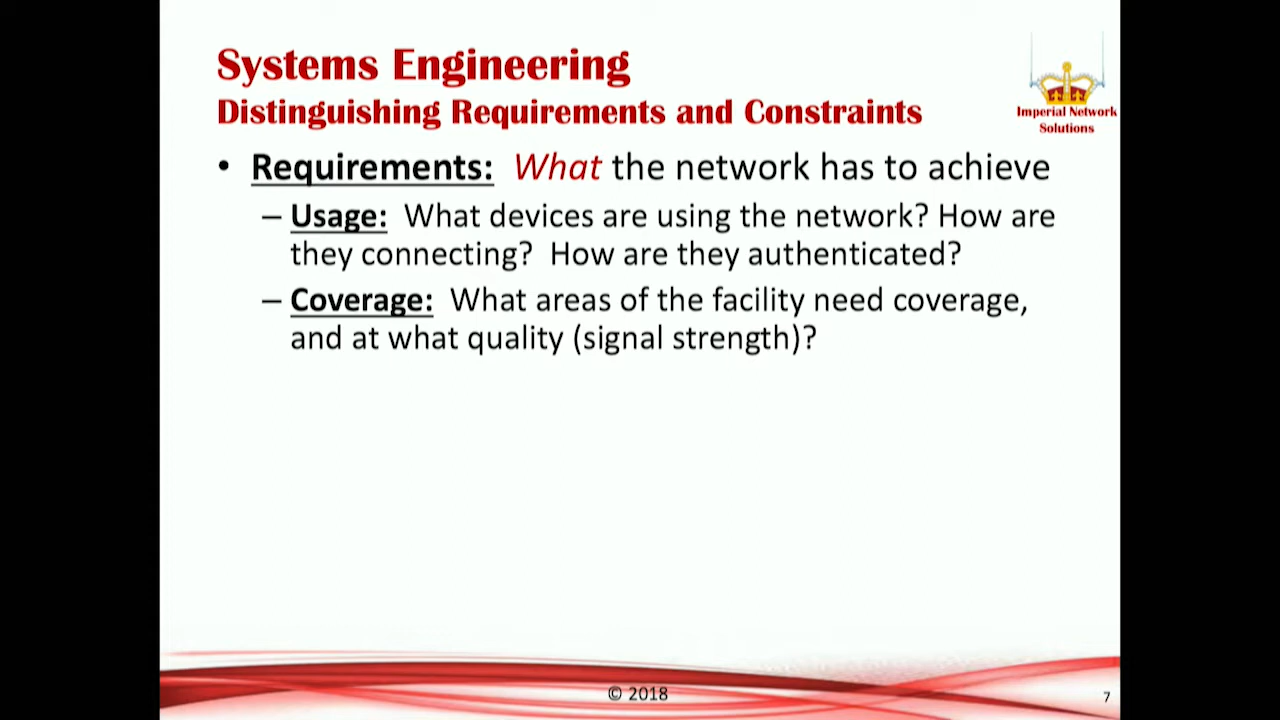 Systems Engineering
Distinguishing Requirements and Constraints
Imperial Network
Solutions
• Requirements: What the network has to achieve
– Usage: What devices are using the network? How are
they connecting? How are they authenticated?
– Coverage: What areas of the facility need coverage,
and at what quality (signal strength)?
© 2018
7